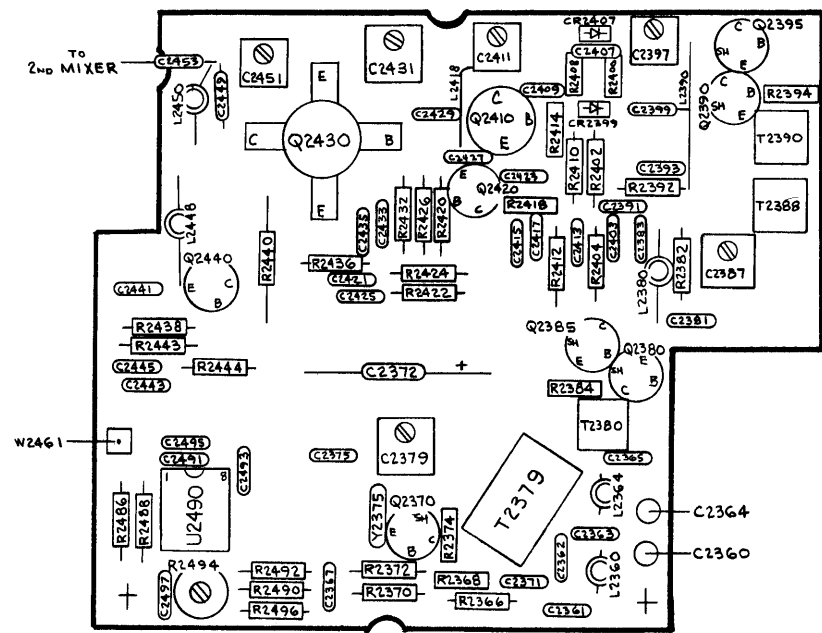 CR2407
Q2395
TO
2ND MIXER
C2453
C2451
C2431
C2411
C2407
C2397
SH
B
C
E
L2450
C2449
L2418
C2409
R2408
R2406
L2390
Q2390
C
SH
B
E
R2394
E
C
Q2430
B
E
C2429
C
Q2410
B
E
R2414
CR2399
C2399
T2390
C2427
R2410
R2402
C2393
R2392
E
Q2420
B
C
C2423
L2448
C2435
C2433
R2432
R2426
R2420
R2418
C2391
T2388
C2415
C2417
C2413
C2403
C2383
Q2440
E
C
B
R2440
R2436
C2421
C2425
R2424
R2422
R2412
R2404
L2380
R2382
C2387
C2441
C2381
R2438
R2443
Q2385
C
SH
B
E
Q2380
E
SH
B
C
C2445
C2443
R2444
C2372
+
R2384
T2380
W2461
C2495
C2491
C2493
C2375
C2379
C2365
1
8
U2490
R2486
R2488
Y2375
Q2370
SH
E
C
B
R2374
T2379
L2364
C2364
C2363
C2362
C2360
L2360
R2494
C2497
R2492
R2490
R2496
C2367
R2372
R2370
R2368
C2371
R2366
C2361
+
+